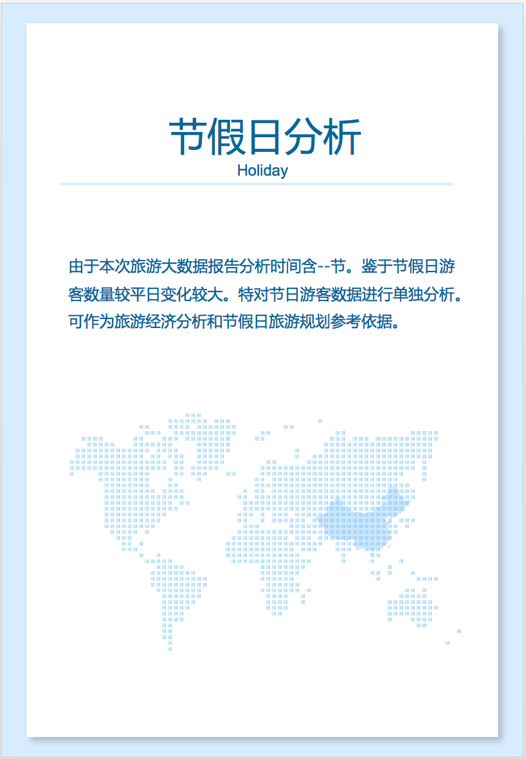 节假日分析
Holiday
由于本次旅游大数据报告分析时间含--节。鉴于节假日游
客数量较平日变化较大。特对节日游客数据进行单独分析。
可作为旅游经济分析和节假日旅游规划参考依据。